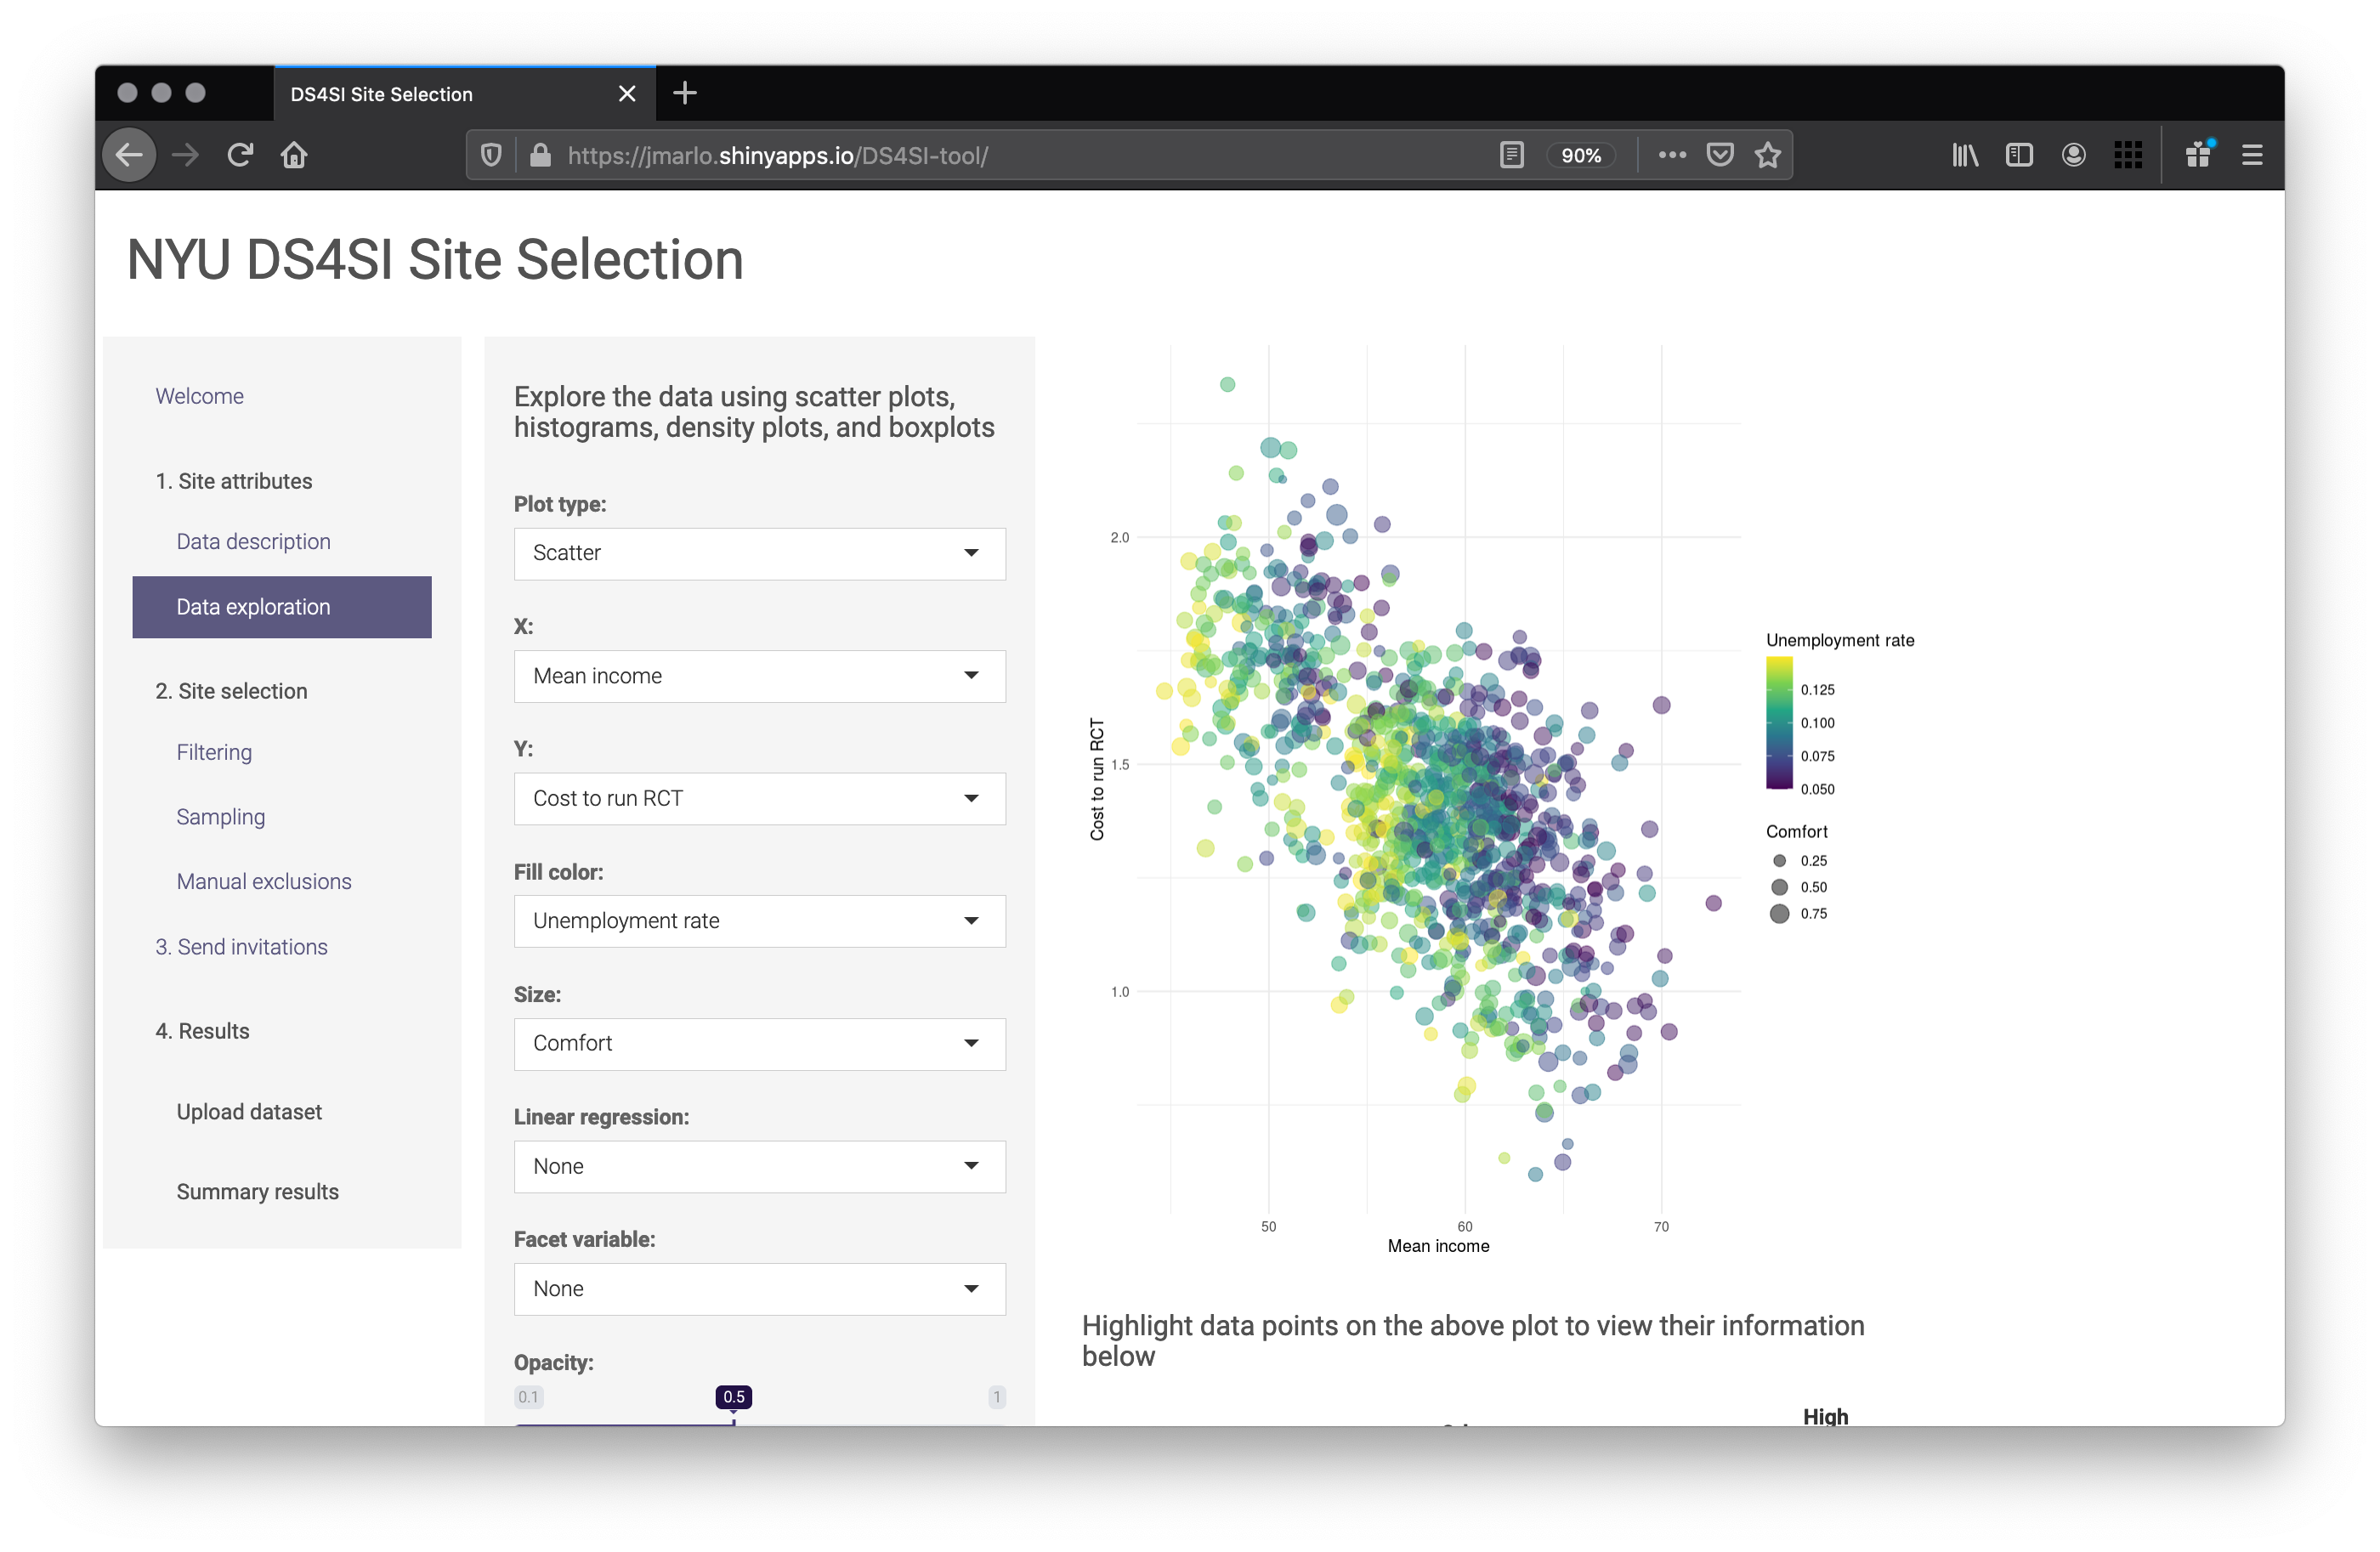 DS4SI Site Selection
https://jmarlo.shinyapps.io/DS4SI-tool/
90%
NYU DS4SI Site Selection
Welcome
1. Site attributes
Data description
Data exploration
2. Site selection
Filtering
Sampling
Manual exclusions
3. Send invitations
4. Results
Upload dataset
Summary results
Explore the data using scatter plots,
histograms, density plots, and boxplots
Plot type:
Scatter
X:
Mean income
Y:
Cost to run RCT
Fill color:
Unemployment rate
Size:
Comfort
Linear regression:
None
Facet variable:
None
Opacity:
0.1
0.5
1
Cost to run RCT
2.0
1.5
1.0
50
60
70
Mean income
Unemployment rate
0.125
0.100
0.075
0.050
Comfort
0.25
0.50
0.75
Highlight data points on the above plot to view their information
below
High